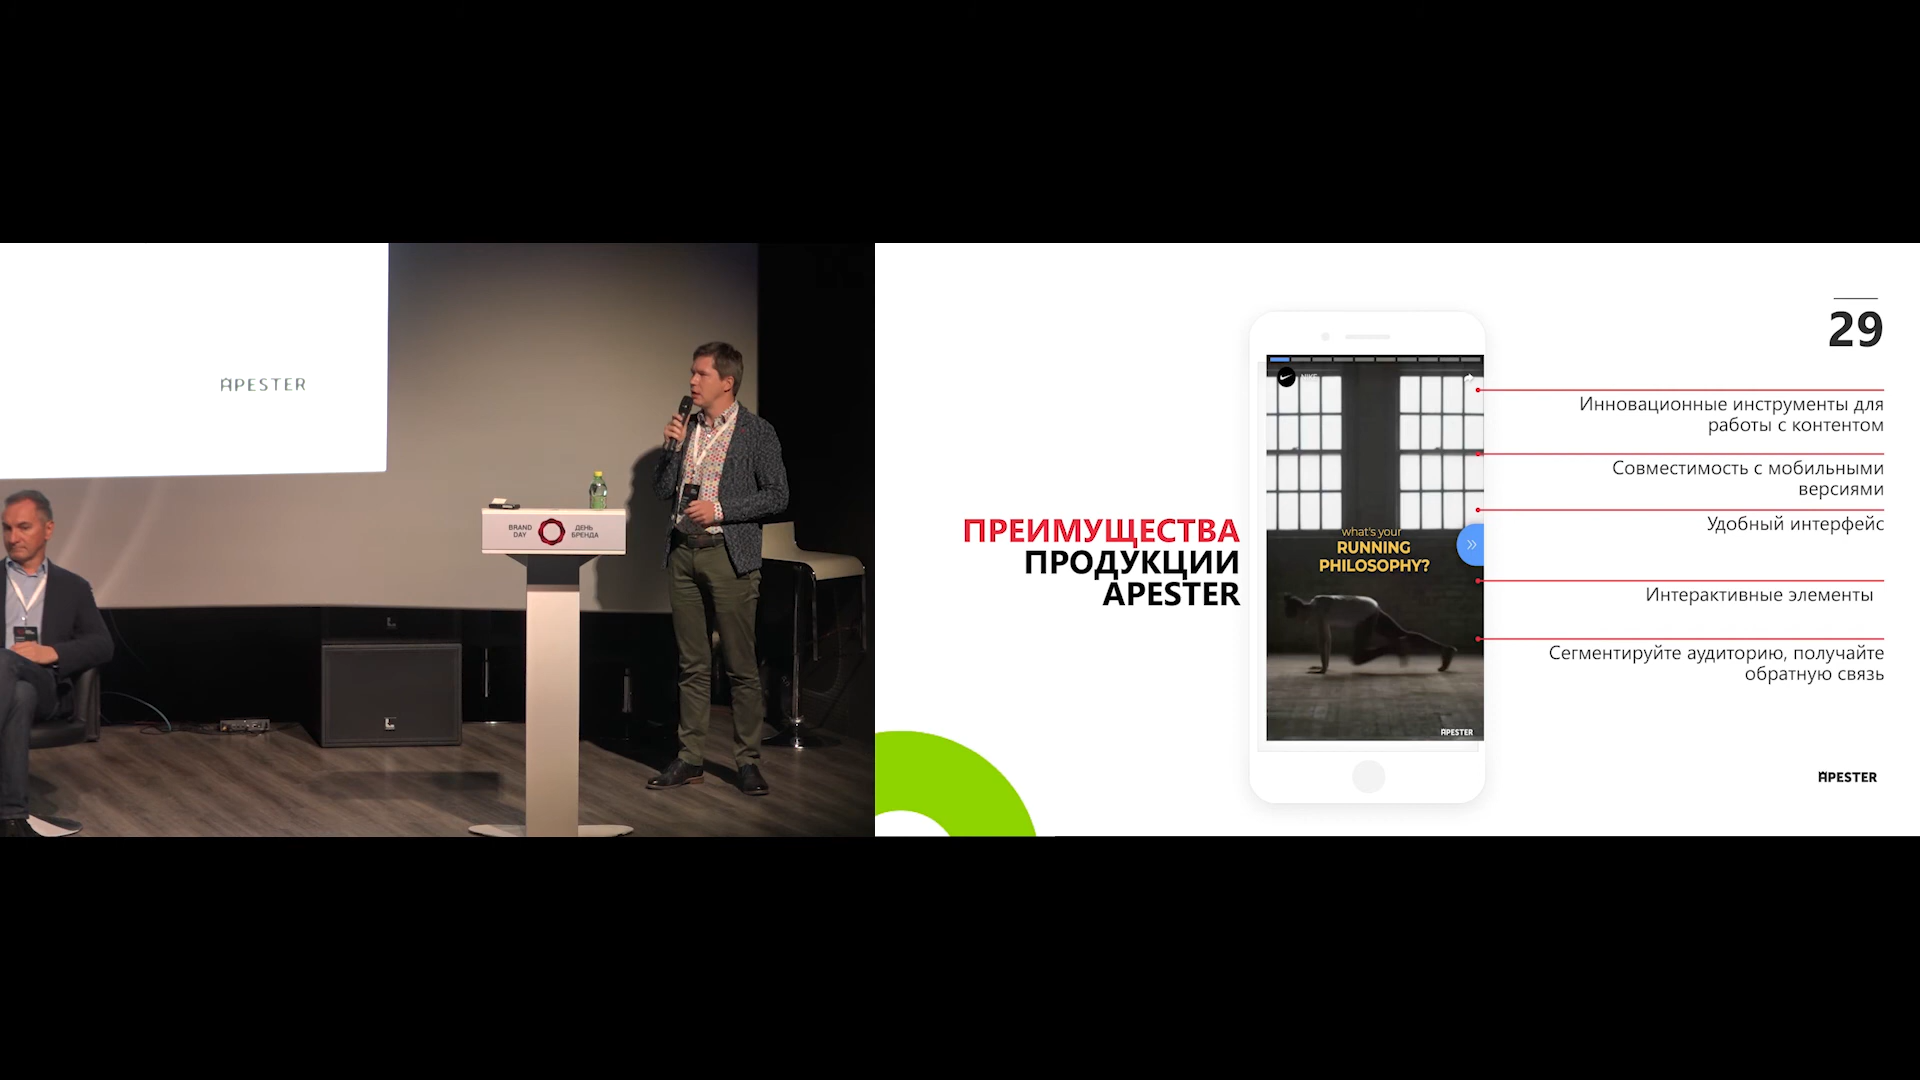 APESTER
BRAND
DAY
ДЕНЬ
БРЕНДА
29
ПРЕИМУЩЕСТВА
ПРОДУКЦИИ
APESTER
NIKE
what's your
RUNNING
PHILOSOPHY?
APESTER
Инновационные инструменты для
работы с контентом
Совместимость с мобильными
версиями
Удобный интерфейс
Интерактивные элементы
Сегментируйте аудиторию, получайте
обратную связь
APESTER